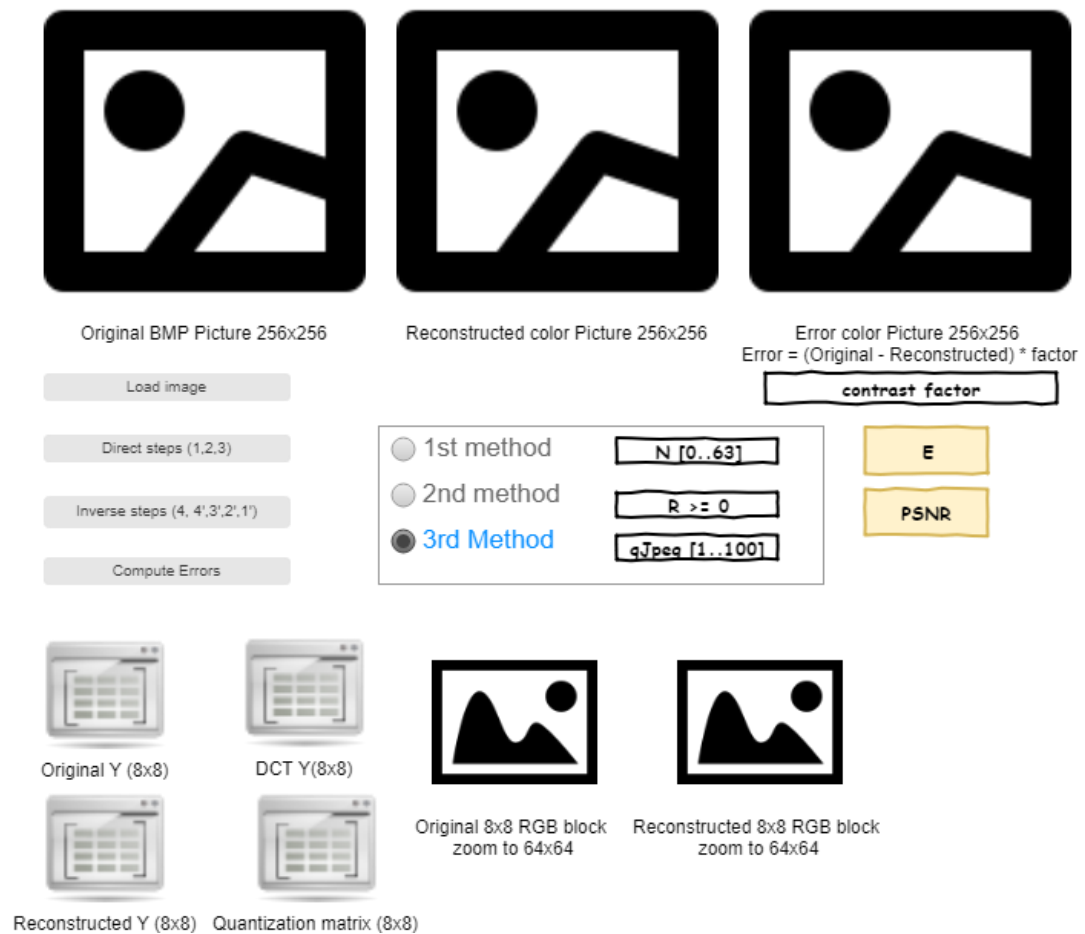 Original BMP Picture 256x256
Reconstructed color Picture 256x256
Error color Picture 256x256
Error = (Original - Reconstructed) * factor
Load image
contrast factor
Direct steps (1,2,3)
1st method
N [0..63]
E
2nd method
R >= 0
Inverse steps (4, 4',3',2',1')
PSNR
3rd Method
qJpeg [1..100]
Compute Errors
Original Y (8x8)
DCT Y(8x8)
Original 8x8 RGB block
zoom to 64x64
Reconstructed 8x8 RGB block
zoom to 64x64
Reconstructed Y (8x8)
Quantization matrix (8x8)